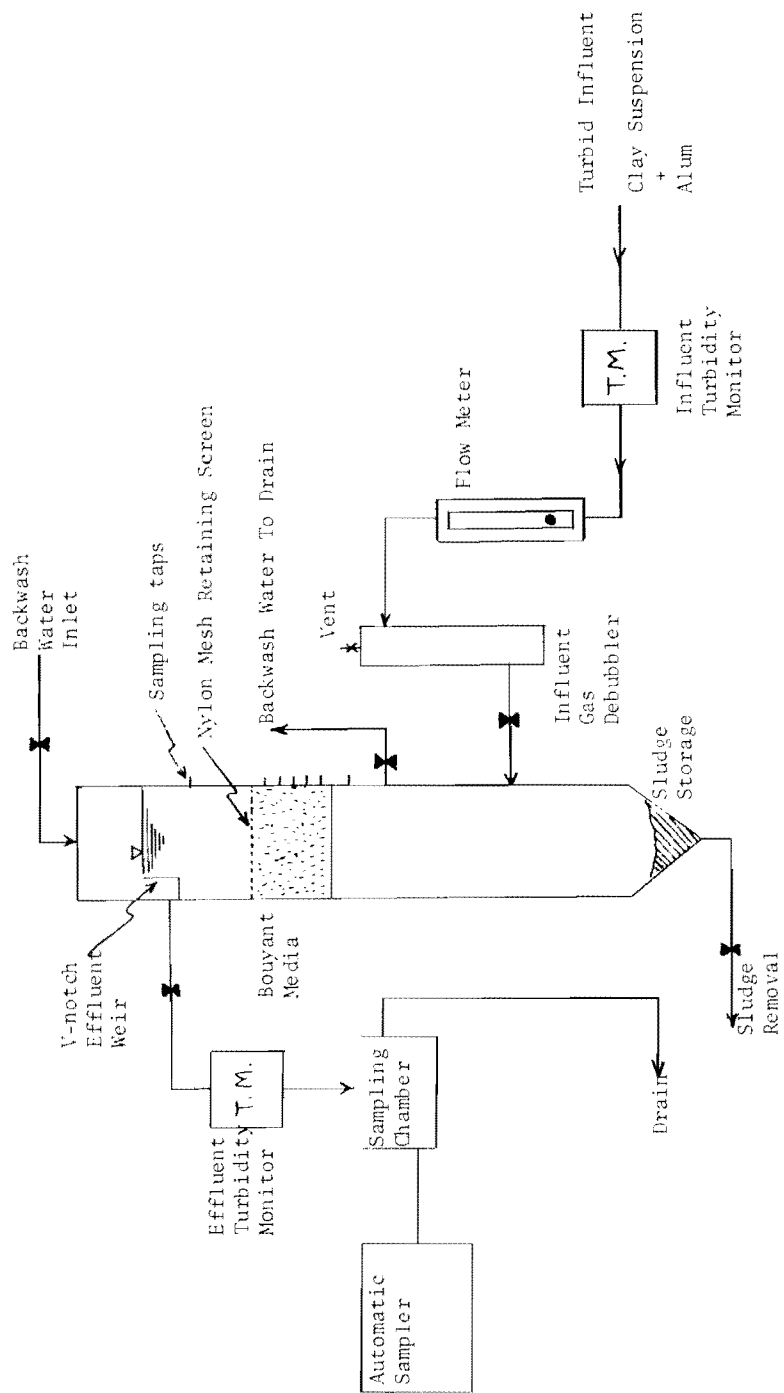 Backwash
Water
Inlet
Sampling taps
Nylon Mesh Retaining Screen
Backwash Water To Drain
V-notch
Effluent
Weir
Bouyant
Media
Effluent
Turbidity
Monitor
T.M.
Sampling
Chamber
Automatic
Sampler
Drain
Sludge
Removal
Sludge
Storage
Vent
Influent
Gas
Debubbler
Flow Meter
T.M.
Influent
Turbidity
Monitor
Turbid Influent
Clay Suspension
+
Alum